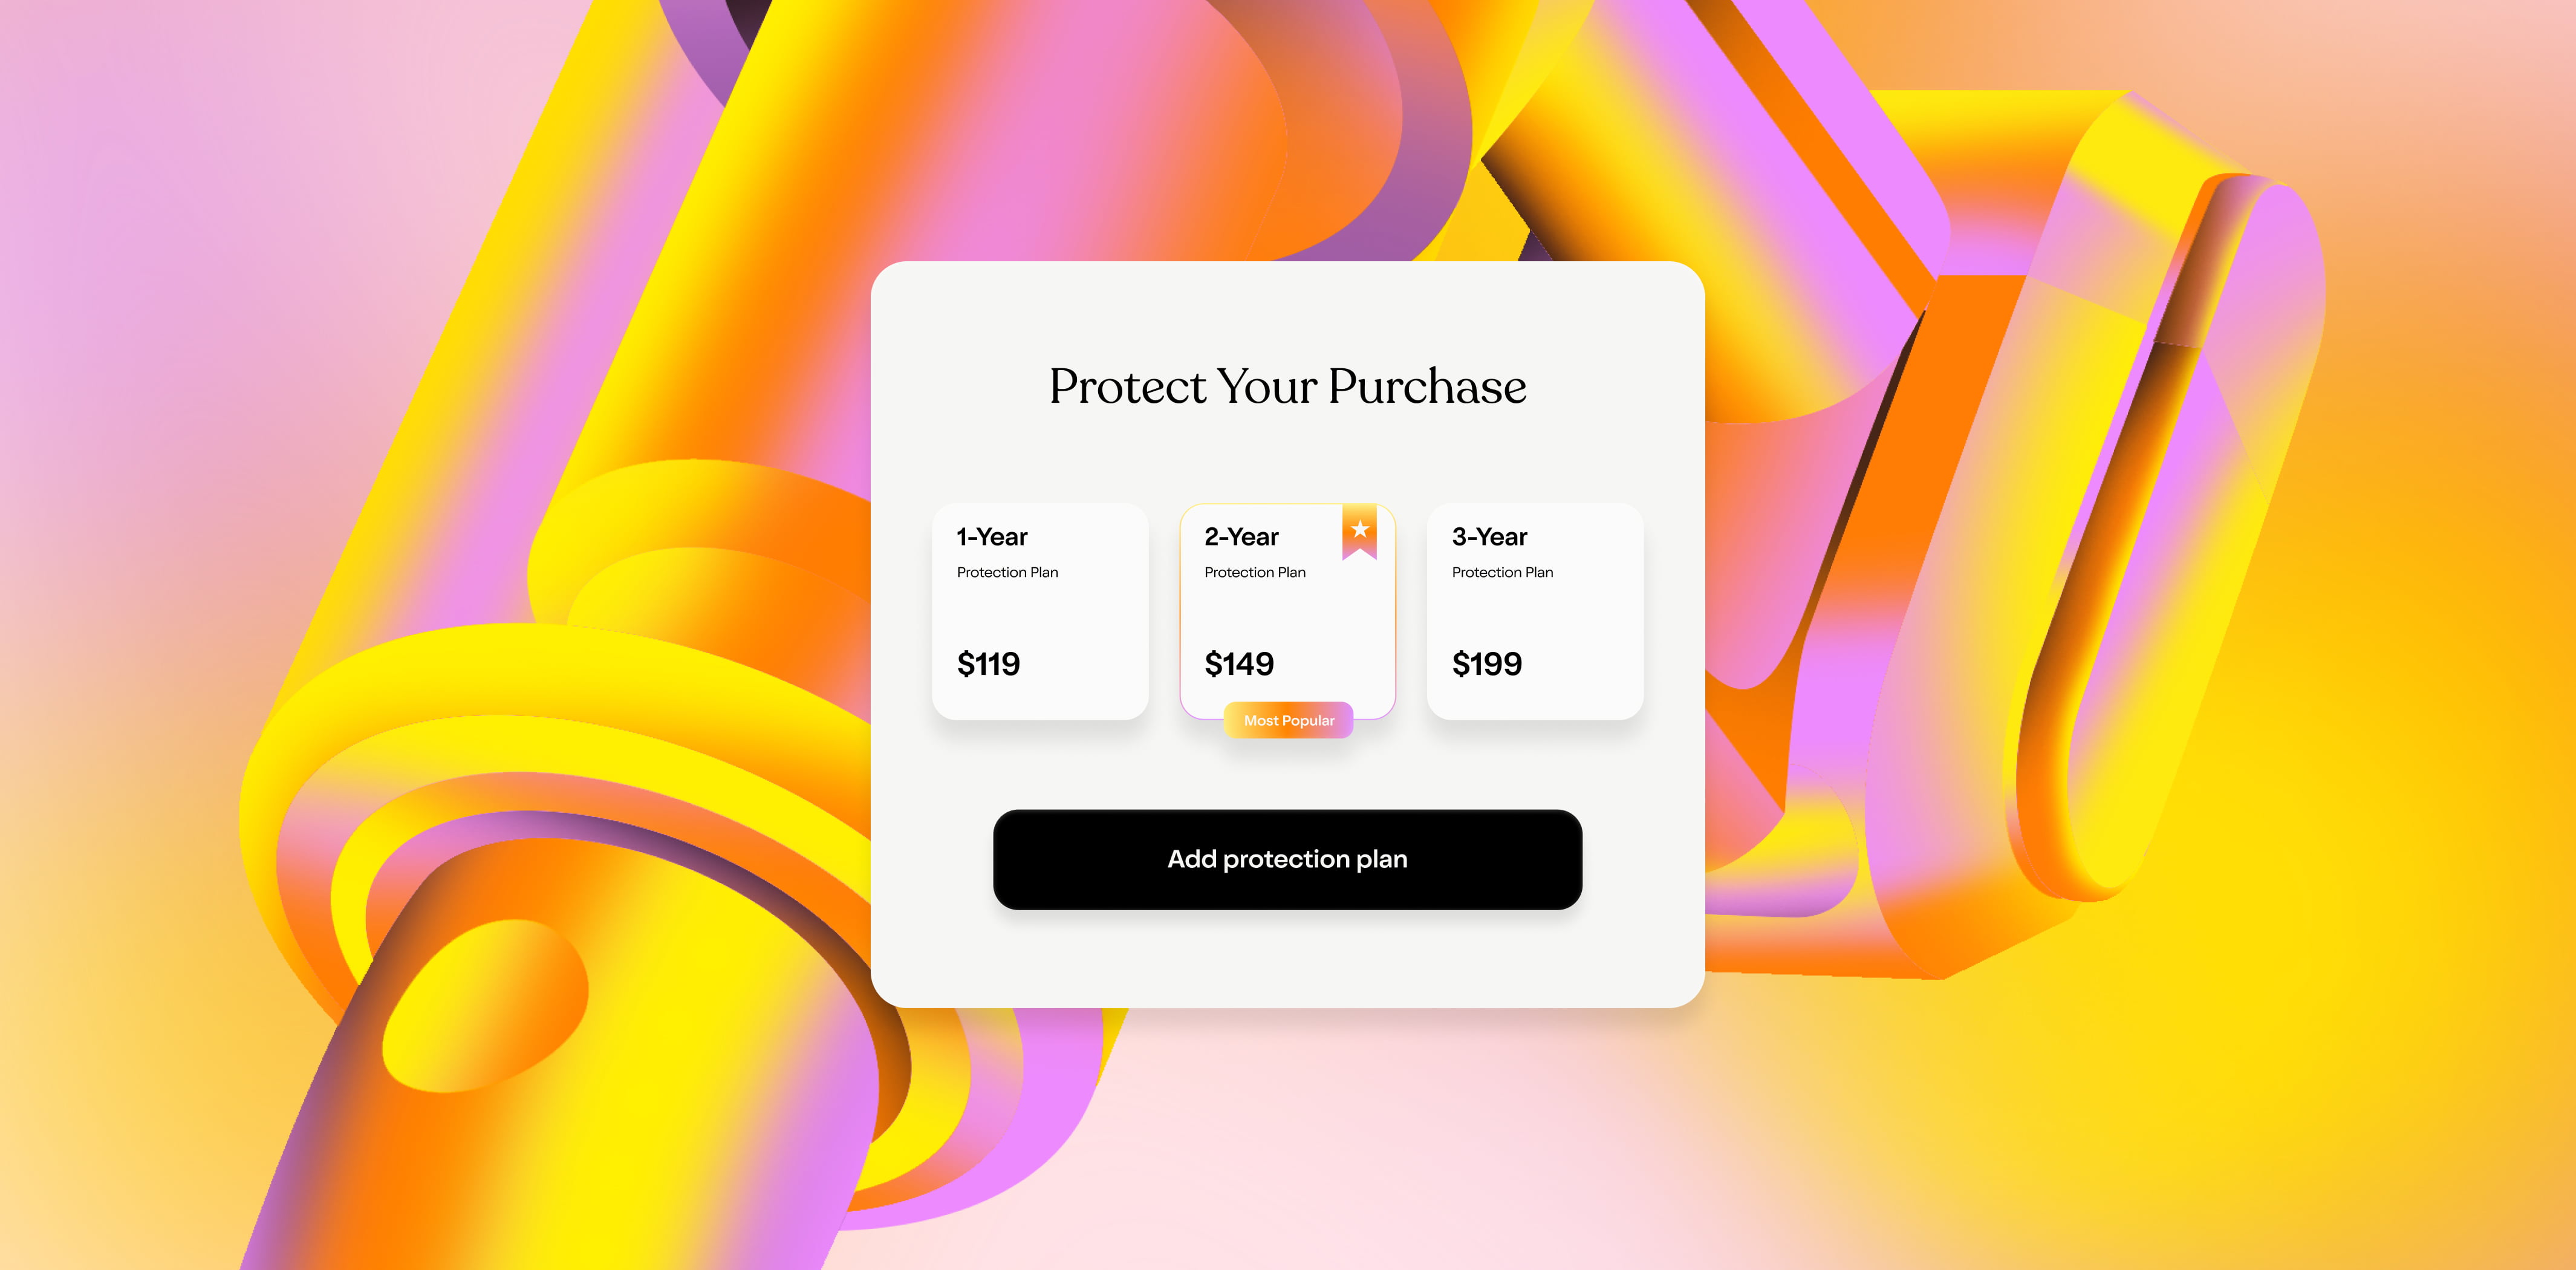 Protect Your Purchase
1-Year
Protection Plan
$119
2-Year
Protection Plan
$149
Most Popular
3-Year
Protection Plan
$199
Add protection plan